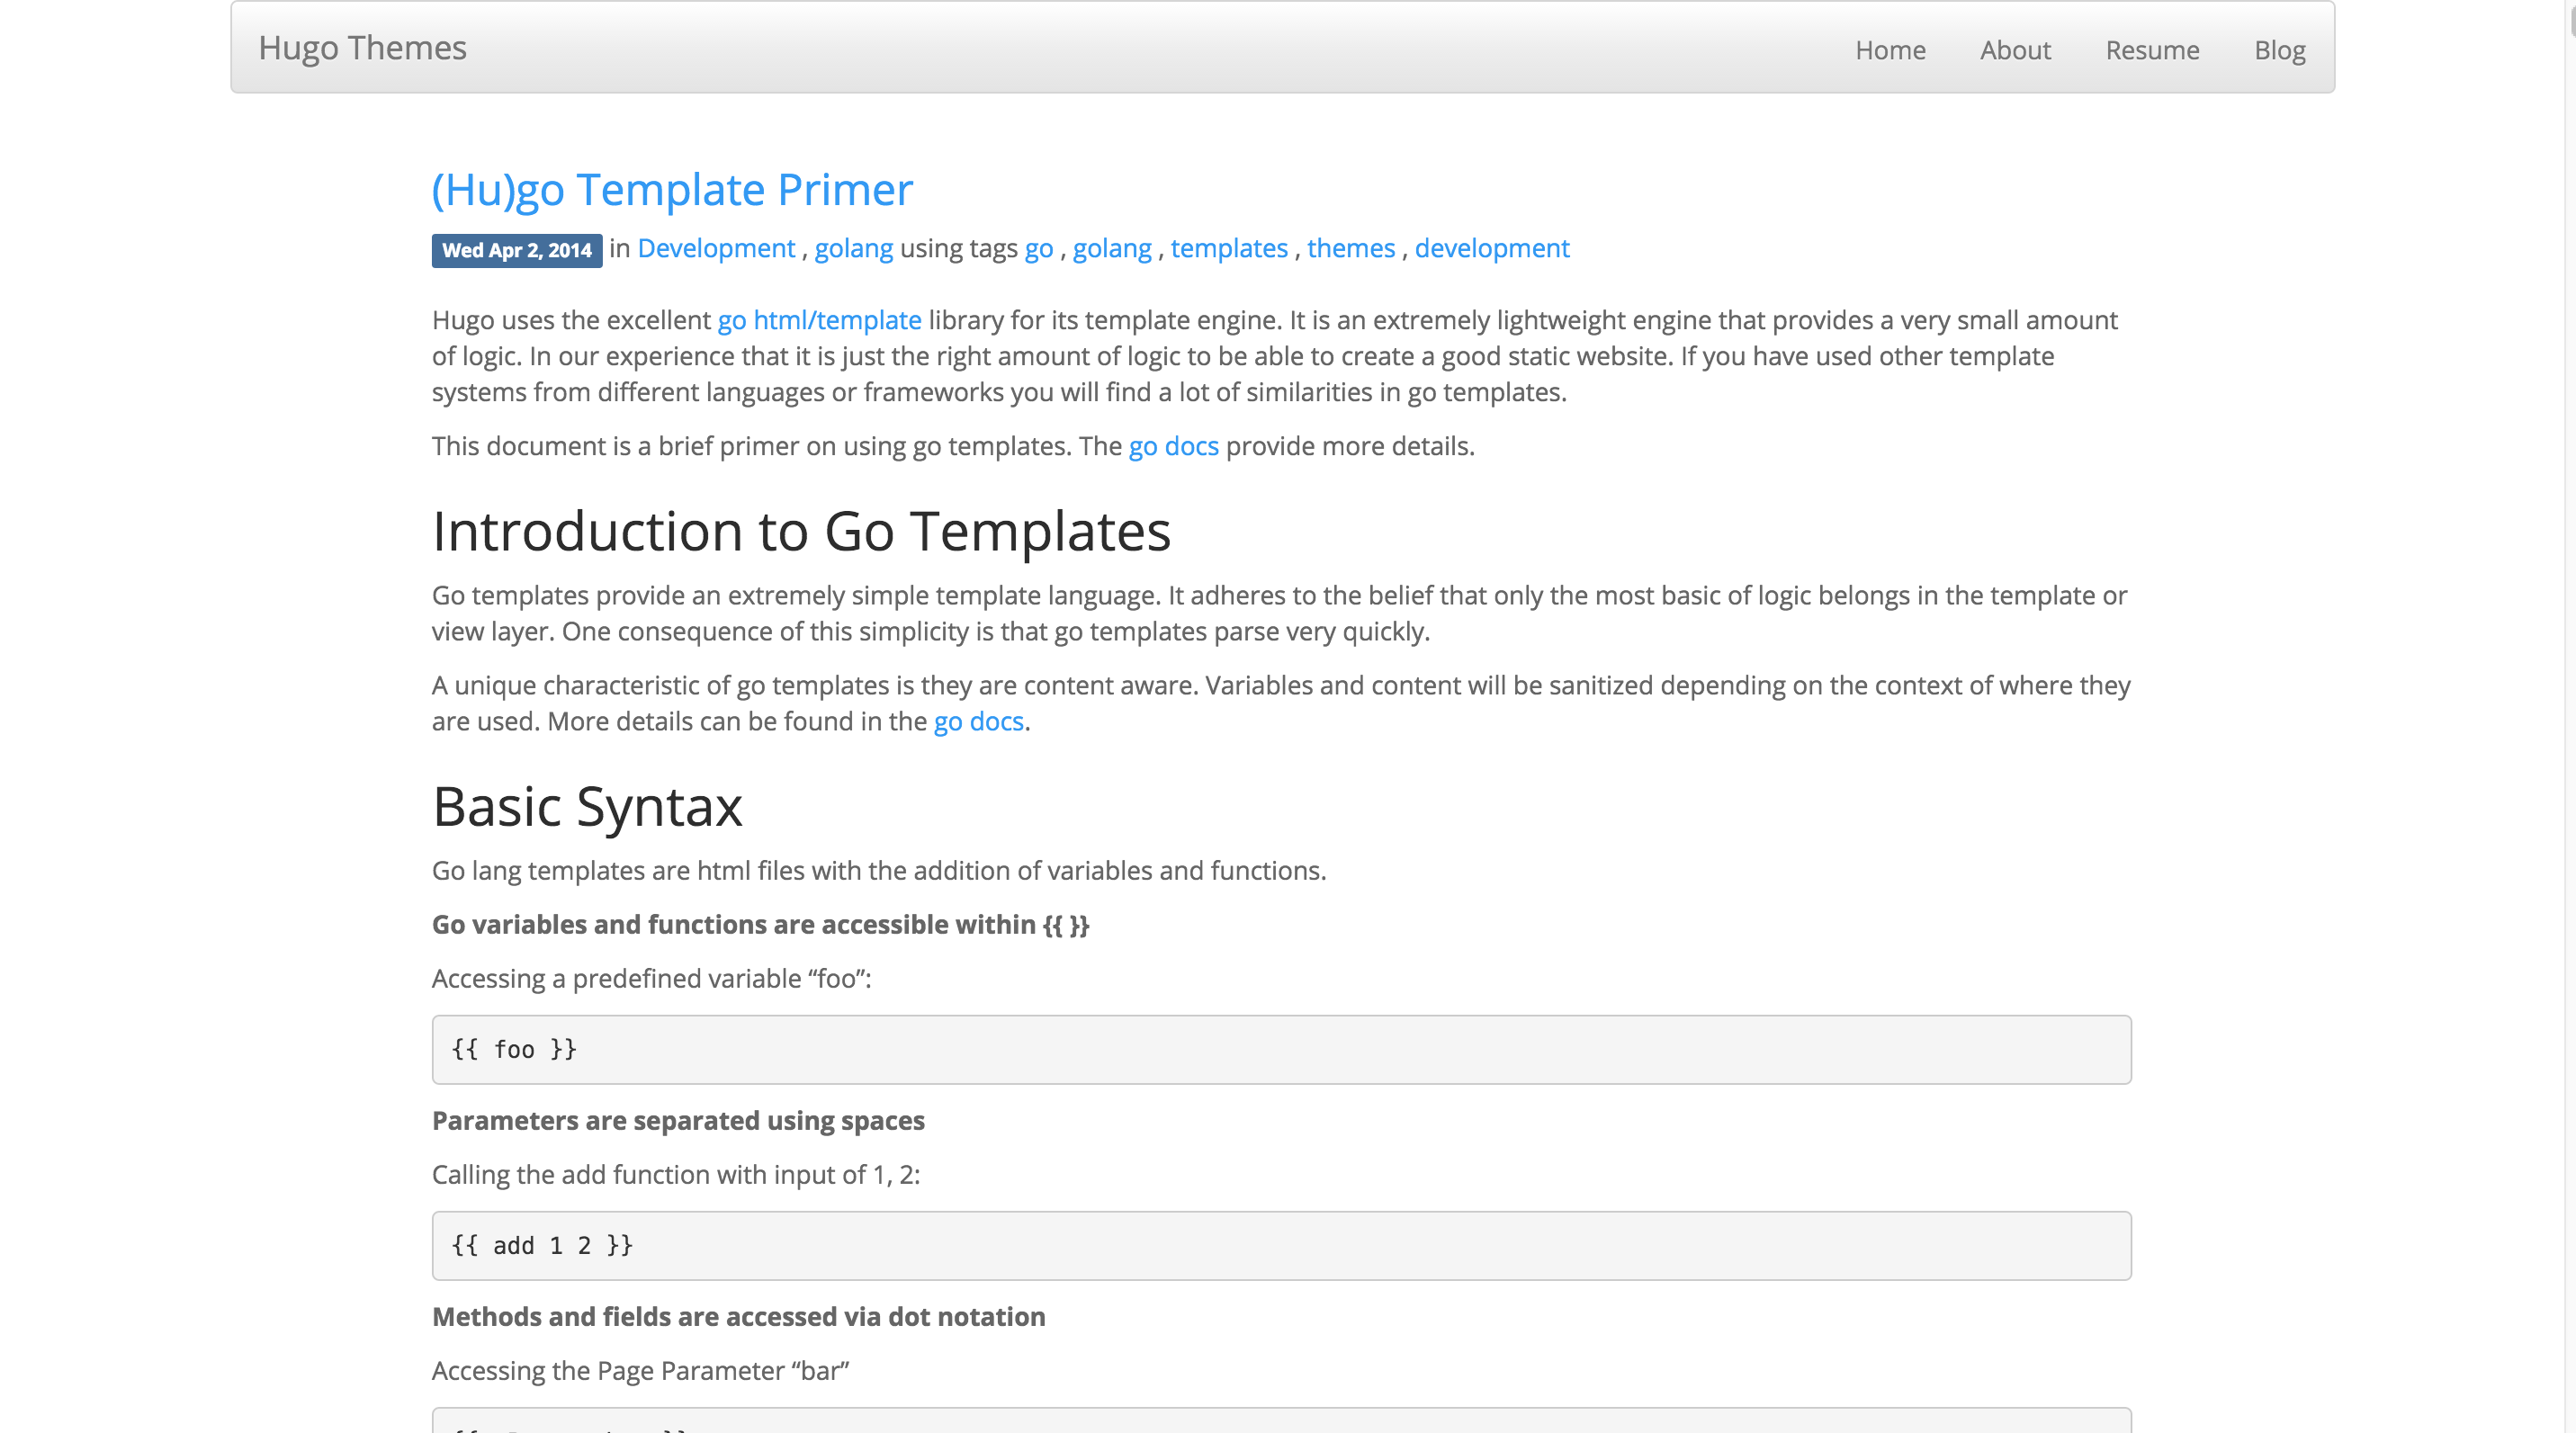 Hugo Themes
Home About Resume Blog
(Hu)go Template Primer
Wed Apr 2, 2014 in Development , golang using tags go , golang , templates , themes , development
Hugo uses the excellent go html/template library for its template engine. It is an extremely lightweight engine that provides a very small amount
of logic. In our experience that it is just the right amount of logic to be able to create a good static website. If you have used other template
systems from different languages or frameworks you will find a lot of similarities in go templates.
This document is a brief primer on using go templates. The go docs provide more details.
Introduction to Go Templates
Go templates provide an extremely simple template language. It adheres to the belief that only the most basic of logic belongs in the template or
view layer. One consequence of this simplicity is that go templates parse very quickly.
A unique characteristic of go templates is they are content aware. Variables and content will be sanitized depending on the context of where they
are used. More details can be found in the go docs.
Basic Syntax
Go lang templates are html files with the addition of variables and functions.
Go variables and functions are accessible within {{ }}
Accessing a predefined variable “foo”:
{{ foo }}
Parameters are separated using spaces
Calling the add function with input of 1, 2:
{{ add 1 2 }}
Methods and fields are accessed via dot notation
Accessing the Page Parameter “bar”